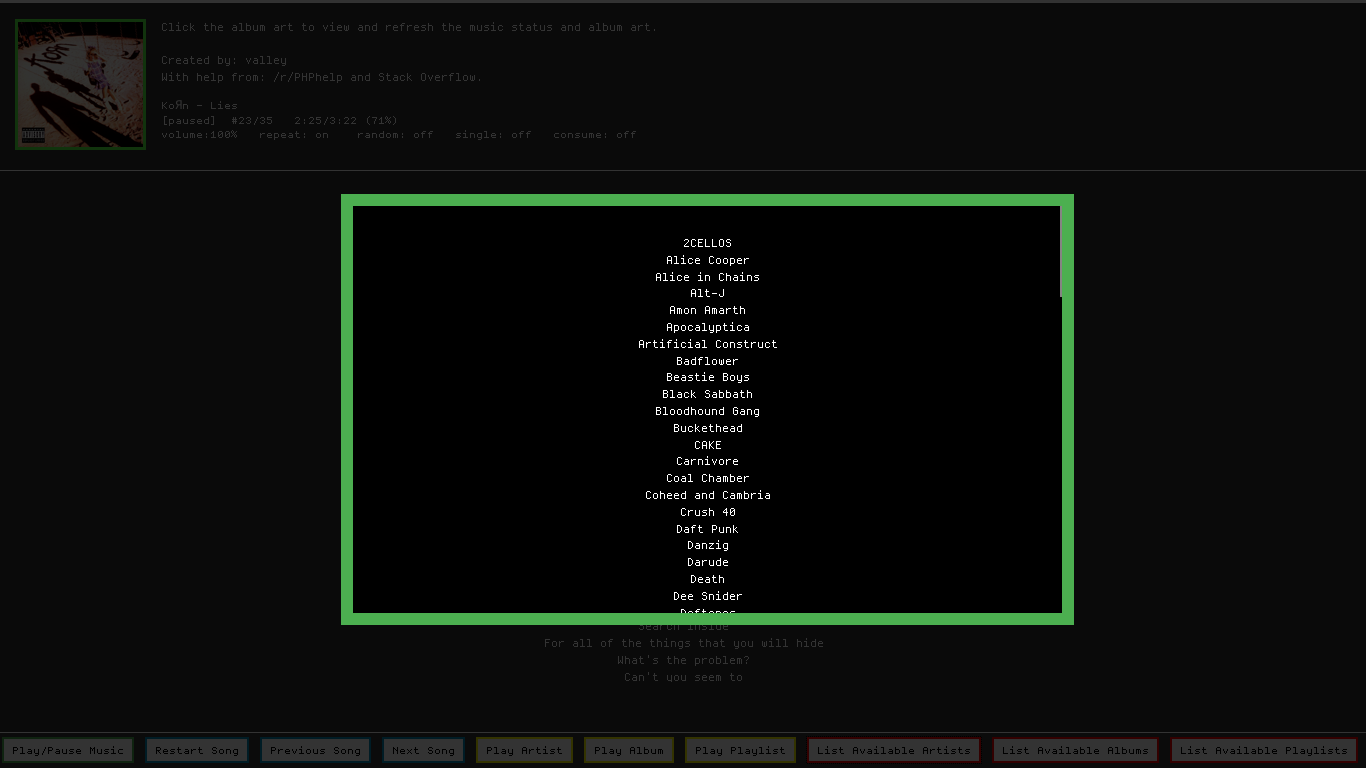 Click the album art to view and refresh the music status and album art.
Created by: valley
With help from: /r/PHPhelp and Stack Overflow.
KoЯn - Lies
[paused] #23/35 2:25/3:22 (71%)
volume:100% repeat: on random: off single: off consume: off
2CELLOS
Alice Cooper
Alice in Chains
Alt-J
Amon Amarth
Apocalyptica
Artificial Construct
Badflower
Beastie Boys
Black Sabbath
Bloodhound Gang
Buckethead
CAKE
Carnivore
Coal Chamber
Coheed and Cambria
Crush 40
Daft Punk
Danzig
Darude
Death
Dee Snider
Deftones
Search inside
For all of the things that you will hide
What's the problem?
Can't you seem to
Play/Pause Music
Restart Song
Previous Song
Next Song
Play Artist
Play Album
Play Playlist
List Available Artists
List Available Albums
List Available Playlists